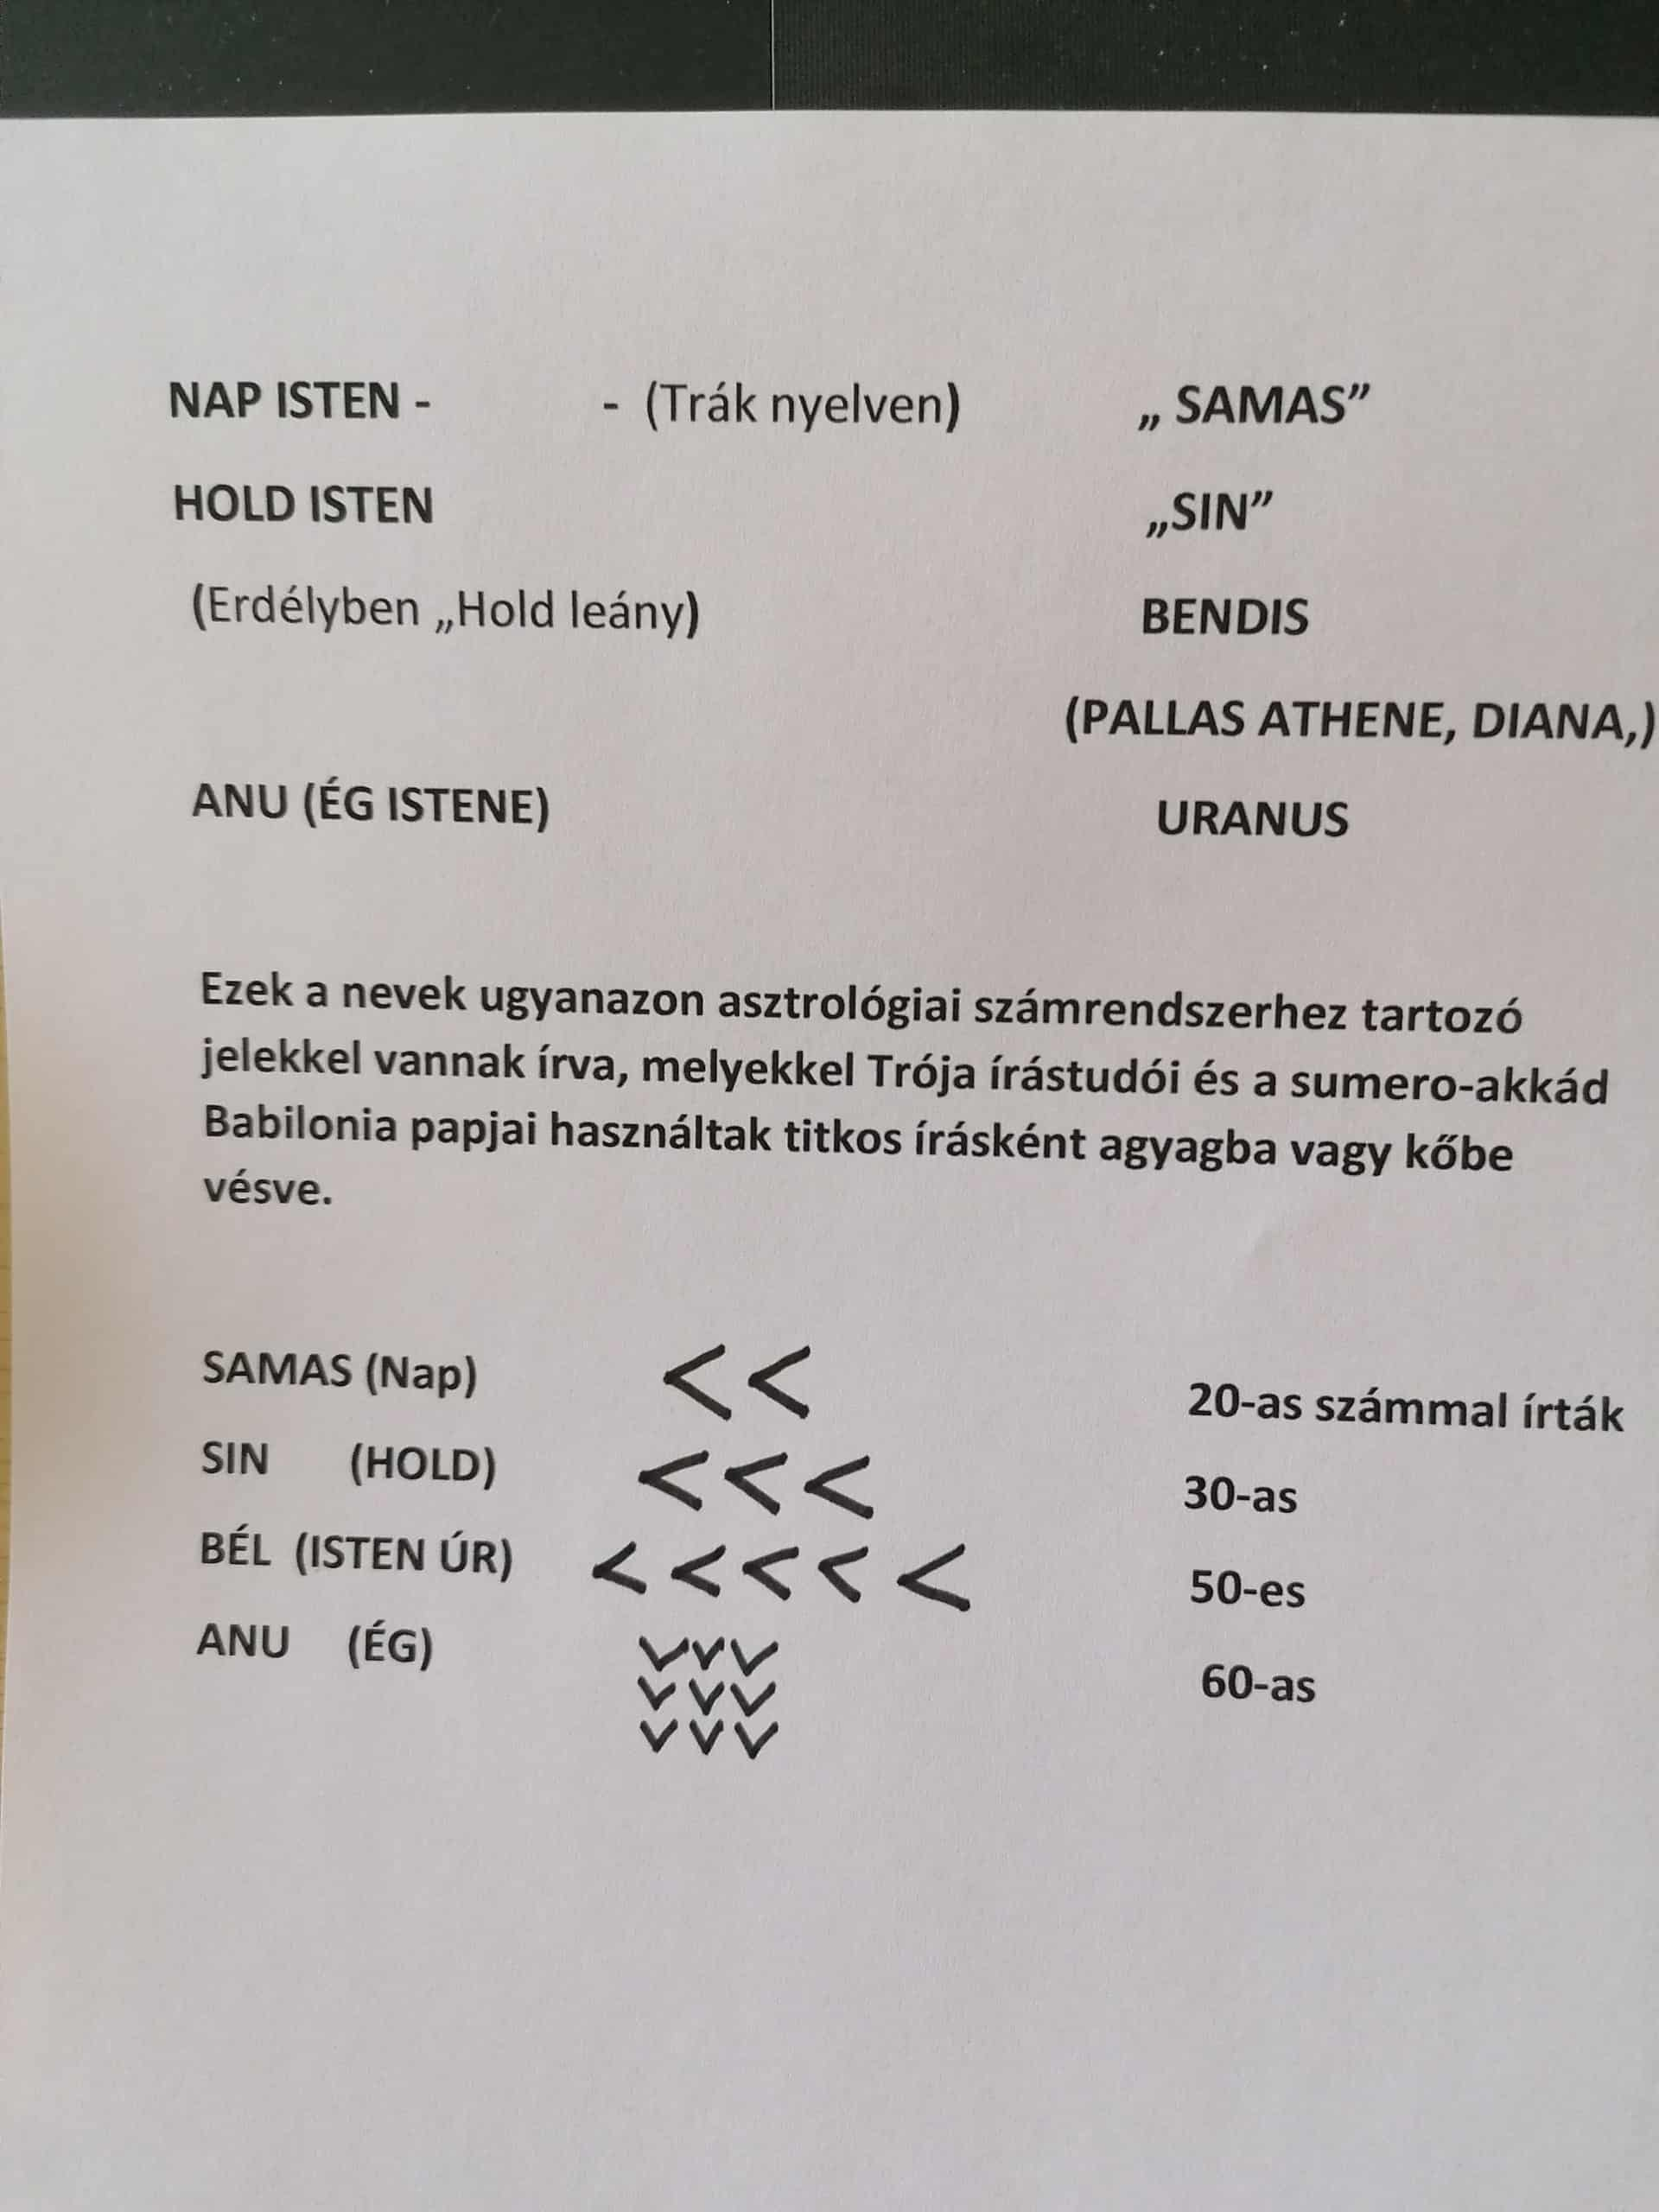 NAP ISTEN - - (Trák nyelven) „ SAMAS”
HOLD ISTEN „SIN”
(Erdélyben „Hold leány) BENDIS
(PALLAS ATHENE, DIANA,)
ANU (ÉG ISTENE) URANUS
Ezek a nevek ugyanazon asztrológiai számrendszerhez tartozó
jelekkel vannak írva, melyekkel Trója írástudói és a sumero-akkád
Babilonia papjai használtak titkos írásként agyagba vagy kőbe
vésve.
SAMAS (Nap) < < 20-as számmal írták
SIN (HOLD) < < < 30-as
BÉL (ISTEN ÚR) < < < < < 50-es
ANU (ÉG) V V V 60-as
V V V
V V V